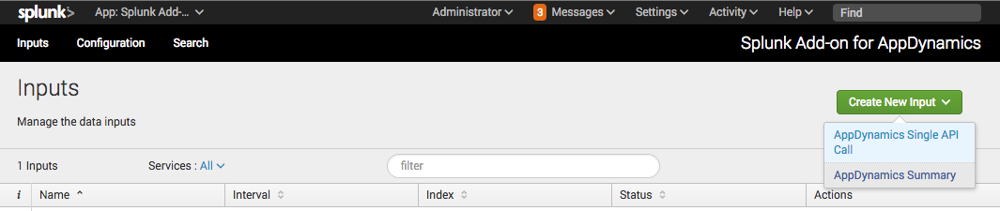 splunk> App: Splunk Add-... Administrator 3 Messages Settings Activity Help Find
Inputs Configuration Search Splunk Add-on for AppDynamics
Inputs
Create New Input
Manage the data inputs
AppDynamics Single API
Call
AppDynamics Summary
1 Inputs Services : All filter
i Name Interval Index Status Actions